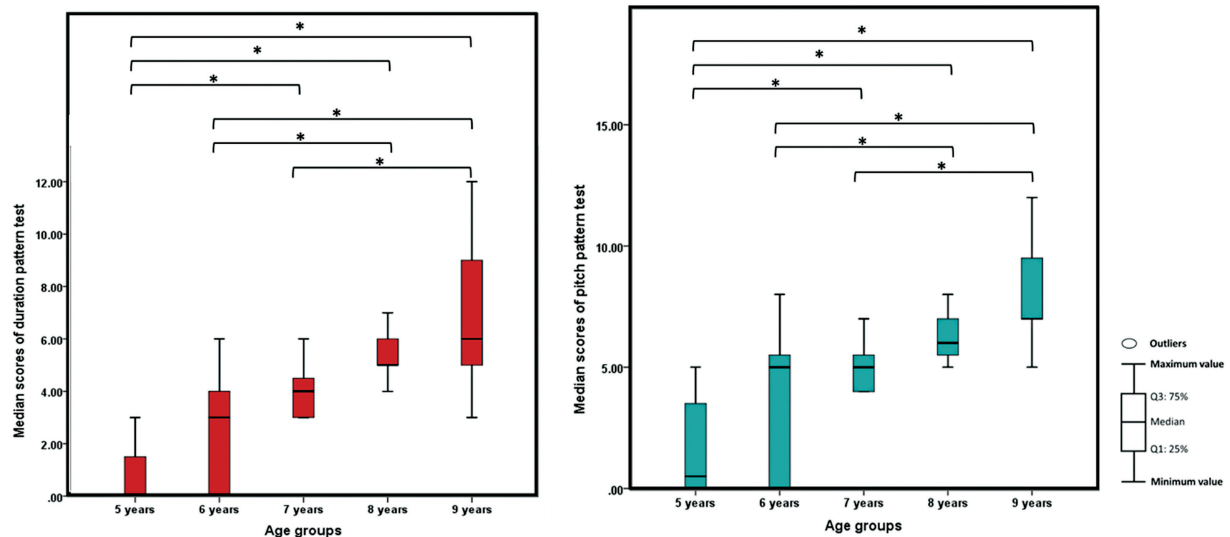 *
*
*
*
*
*
Median scores of duration pattern test
12.00
10.00
8.00
6.00
4.00
2.00
.00
5 years 6 years 7 years 8 years 9 years
Age groups
*
*
*
*
*
*
Median scores of pitch pattern test
15.00
10.00
5.00
.00
5 years 6 years 7 years 8 years 9 years
Age groups
Outliers
Maximum value
Q3: 75%
Median
Q1: 25%
Minimum value